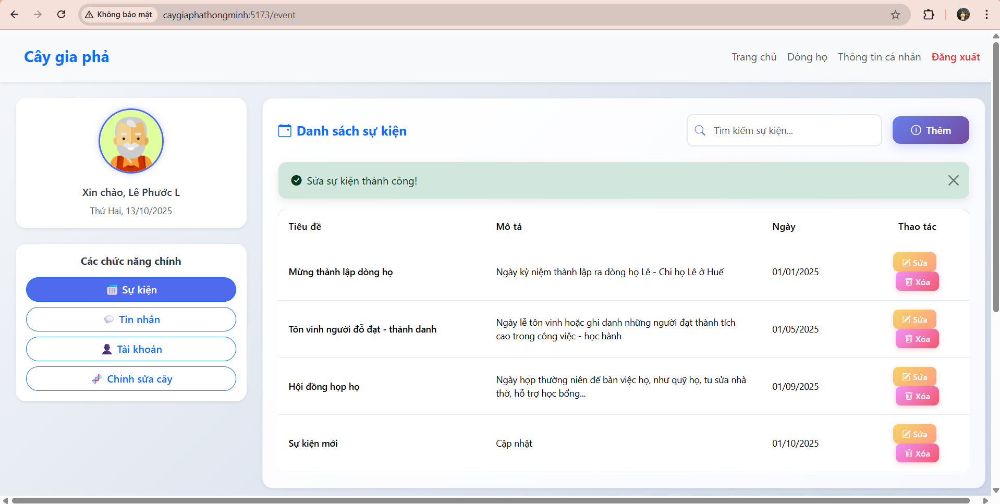 Không bảo mật
caygiaphathongminh:5173/event
Cây gia phả
Trang chủ
Dòng họ
Thông tin cá nhân
Đăng xuất
Xin chào, Lê Phước L
Thứ Hai, 13/10/2025
Các chức năng chính
Sự kiện
Tin nhắn
Tài khoản
Chỉnh sửa cây
Danh sách sự kiện
Tìm kiếm sự kiện...
Thêm
Sửa sự kiện thành công!
Tiêu đề
Mô tả
Ngày
Thao tác
Mừng thành lập dòng họ
Ngày kỷ niệm thành lập ra dòng họ Lê - Chi họ Lê ở Huế
01/01/2025
Sửa
Xóa
Tôn vinh người đỗ đạt - thành danh
Ngày lễ tôn vinh hoặc ghi danh những người đạt thành tích
cao trong công việc - học hành
01/05/2025
Sửa
Xóa
Hội đồng họp họ
Ngày họp thường niên để bàn việc họ, như quỹ họ, tu sửa nhà
thờ, hỗ trợ học bổng...
01/09/2025
Sửa
Xóa
Sự kiện mới
Cập nhật
01/10/2025
Sửa
Xóa